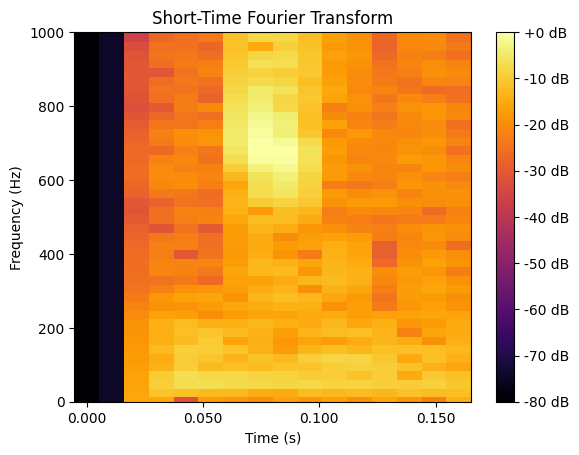 Short-Time Fourier Transform
1000
800
600
400
200
0
Frequency (Hz)
0.000
0.050
0.100
0.150
Time (s)
+0 dB
-10 dB
-20 dB
-30 dB
-40 dB
-50 dB
-60 dB
-70 dB
-80 dB